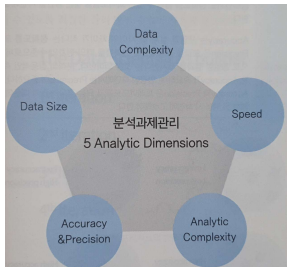 Data
Complexity
Data Size
Speed
분석과제관리
5 Analytic Dimensions
Accuracy
&Precision
Analytic
Complexity